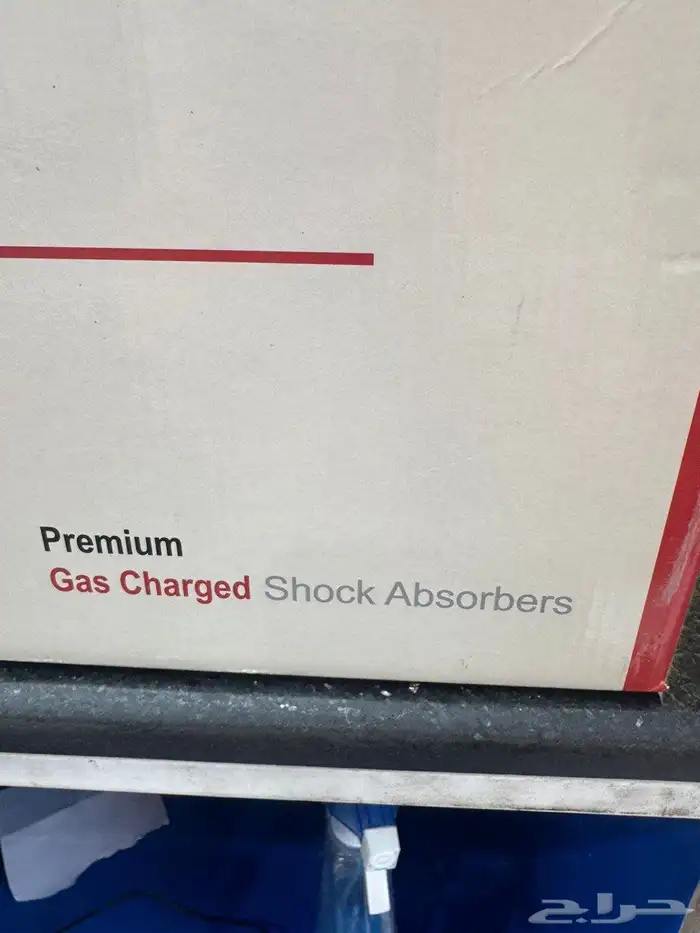 Premium
Gas Charged Shock Absorbers
حراج